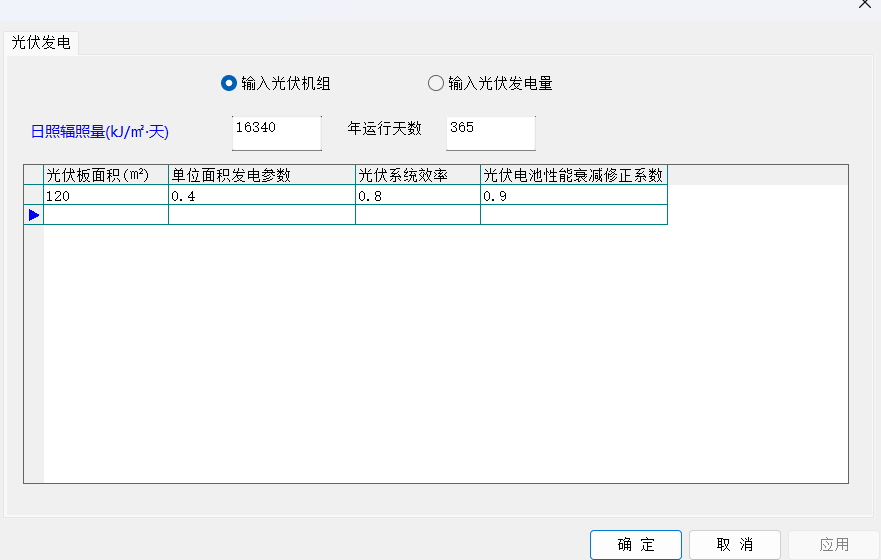 光伏发电
输入光伏机组 输入光伏发电量
日照辐照量(kJ/㎡·天) 16340 年运行天数 365
光伏板面积(㎡) 单位面积发电参数 光伏系统效率 光伏电池性能衰减修正系数
120 0.4 0.8 0.9
确 定 取 消 应用